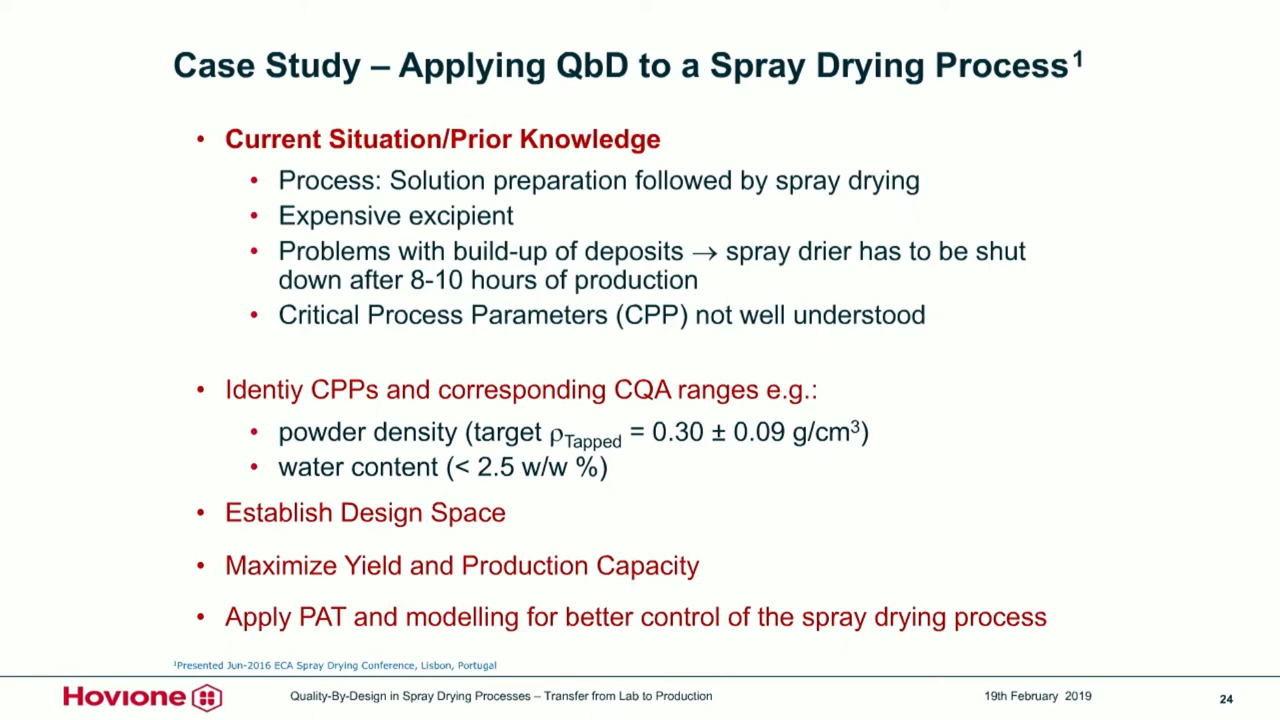 Case Study – Applying QbD to a Spray Drying Process¹
• Current Situation/Prior Knowledge
• Process: Solution preparation followed by spray drying
• Expensive excipient
• Problems with build-up of deposits → spray drier has to be shut
down after 8-10 hours of production
• Critical Process Parameters (CPP) not well understood
• Identiy CPPs and corresponding CQA ranges e.g.:
• powder density (target ρTapped = 0.30 ± 0.09 g/cm³)
• water content (< 2.5 w/w %)
• Establish Design Space
• Maximize Yield and Production Capacity
• Apply PAT and modelling for better control of the spray drying process
¹Presented Jun-2016 ECA Spray Drying Conference, Lisbon, Portugal
Hovione Quality-By-Design in Spray Drying Processes – Transfer from Lab to Production 19th February 2019 24